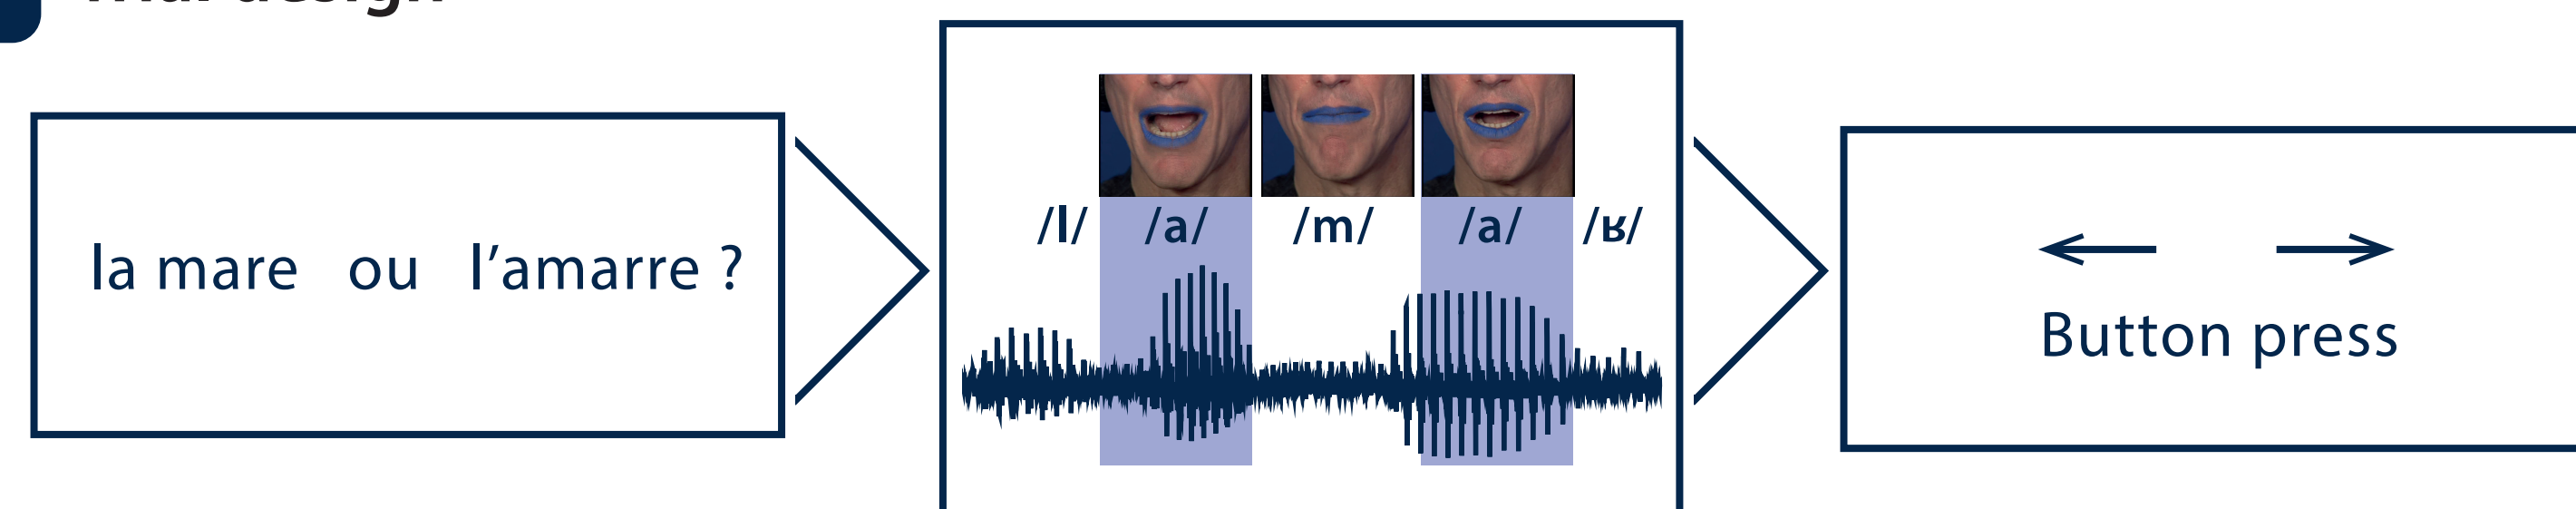 la mare ou l’amarre ?
/l/ /a/ /m/ /a/ /ʁ/
Button press